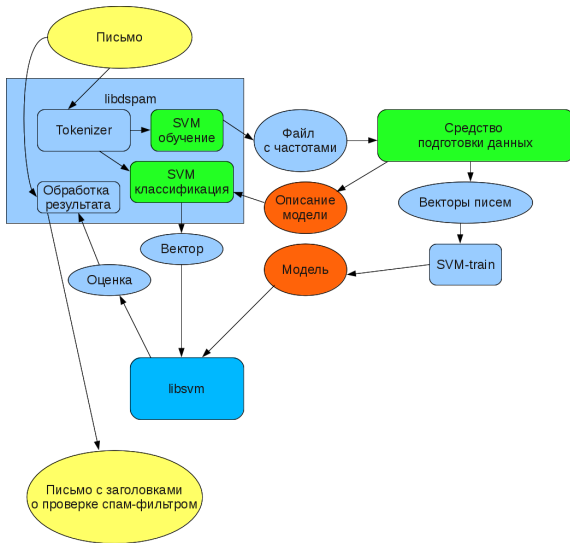 Письмо
libdspam
Tokenizer
SVM
обучение
Файл
с частотами
Средство
подготовки данных
SVM
классификация
Обработка
результата
Описание
модели
Векторы писем
Вектор
Оценка
Модель
SVM-train
libsvm
Письмо с заголовками
о проверке спам-фильтром